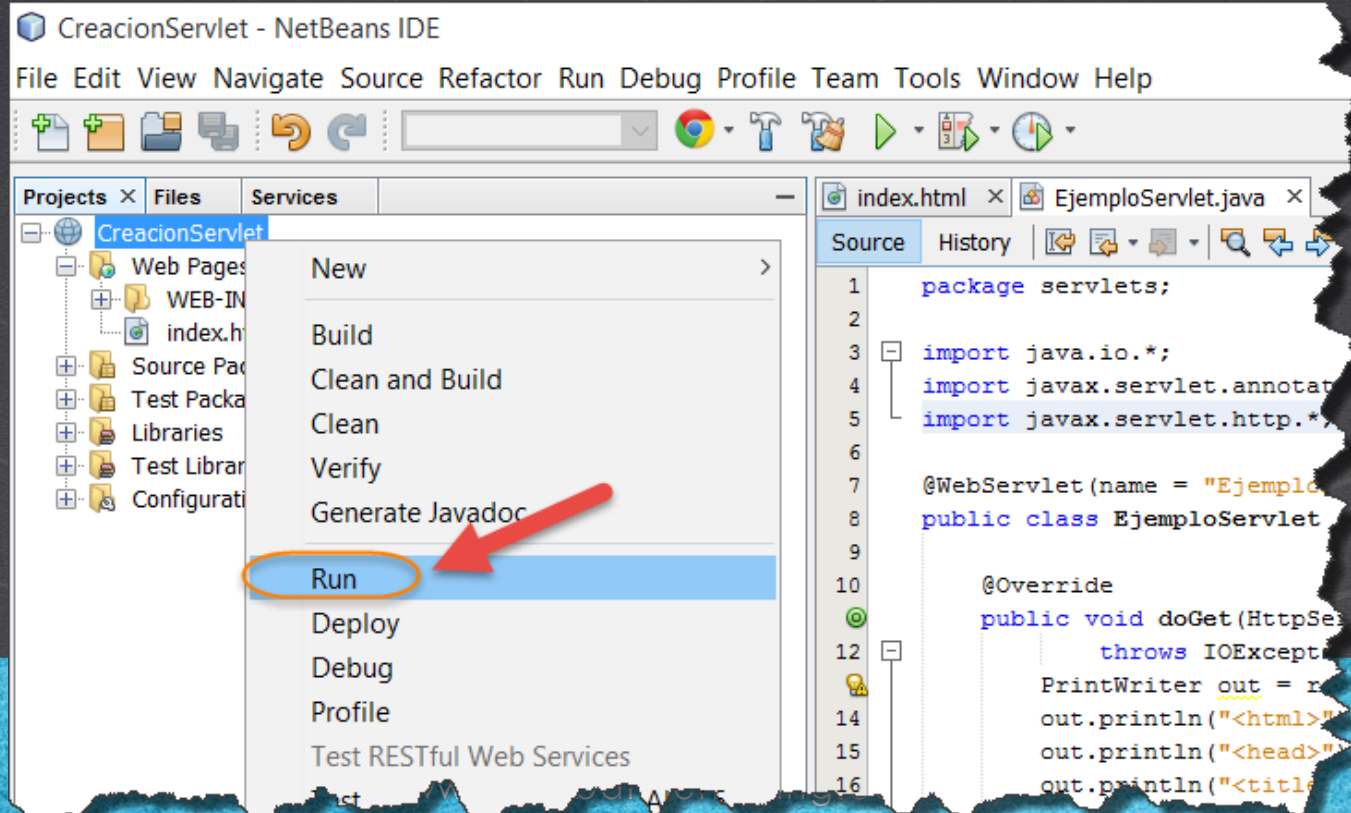 CreacionServlet - NetBeans IDE
File Edit View Navigate Source Refactor Run Debug Profile Team Tools Window Help
Projects Files Services
CreacionServlet
Web Pages
WEB-IN
index.h
Source Pac
Test Packa
Libraries
Test Librar
Configurati
New
Build
Clean and Build
Clean
Verify
Generate Javadoc
Run
Deploy
Debug
Profile
Test RESTful Web Services
index.html EjemploServlet.java
Source History
1 package servlets;
2
3 import java.io.*;
4 import javax.servlet.annotat
5 import javax.servlet.http.*;
6
7 @WebServlet(name = "Ejemplo
8 public class EjemploServlet
9
10 @Override
public void doGet(HttpSer
12 throws IOExcept
PrintWriter out = r
14 out.println("<html>"
15 out.println("<head>")
16 out.println("<titl